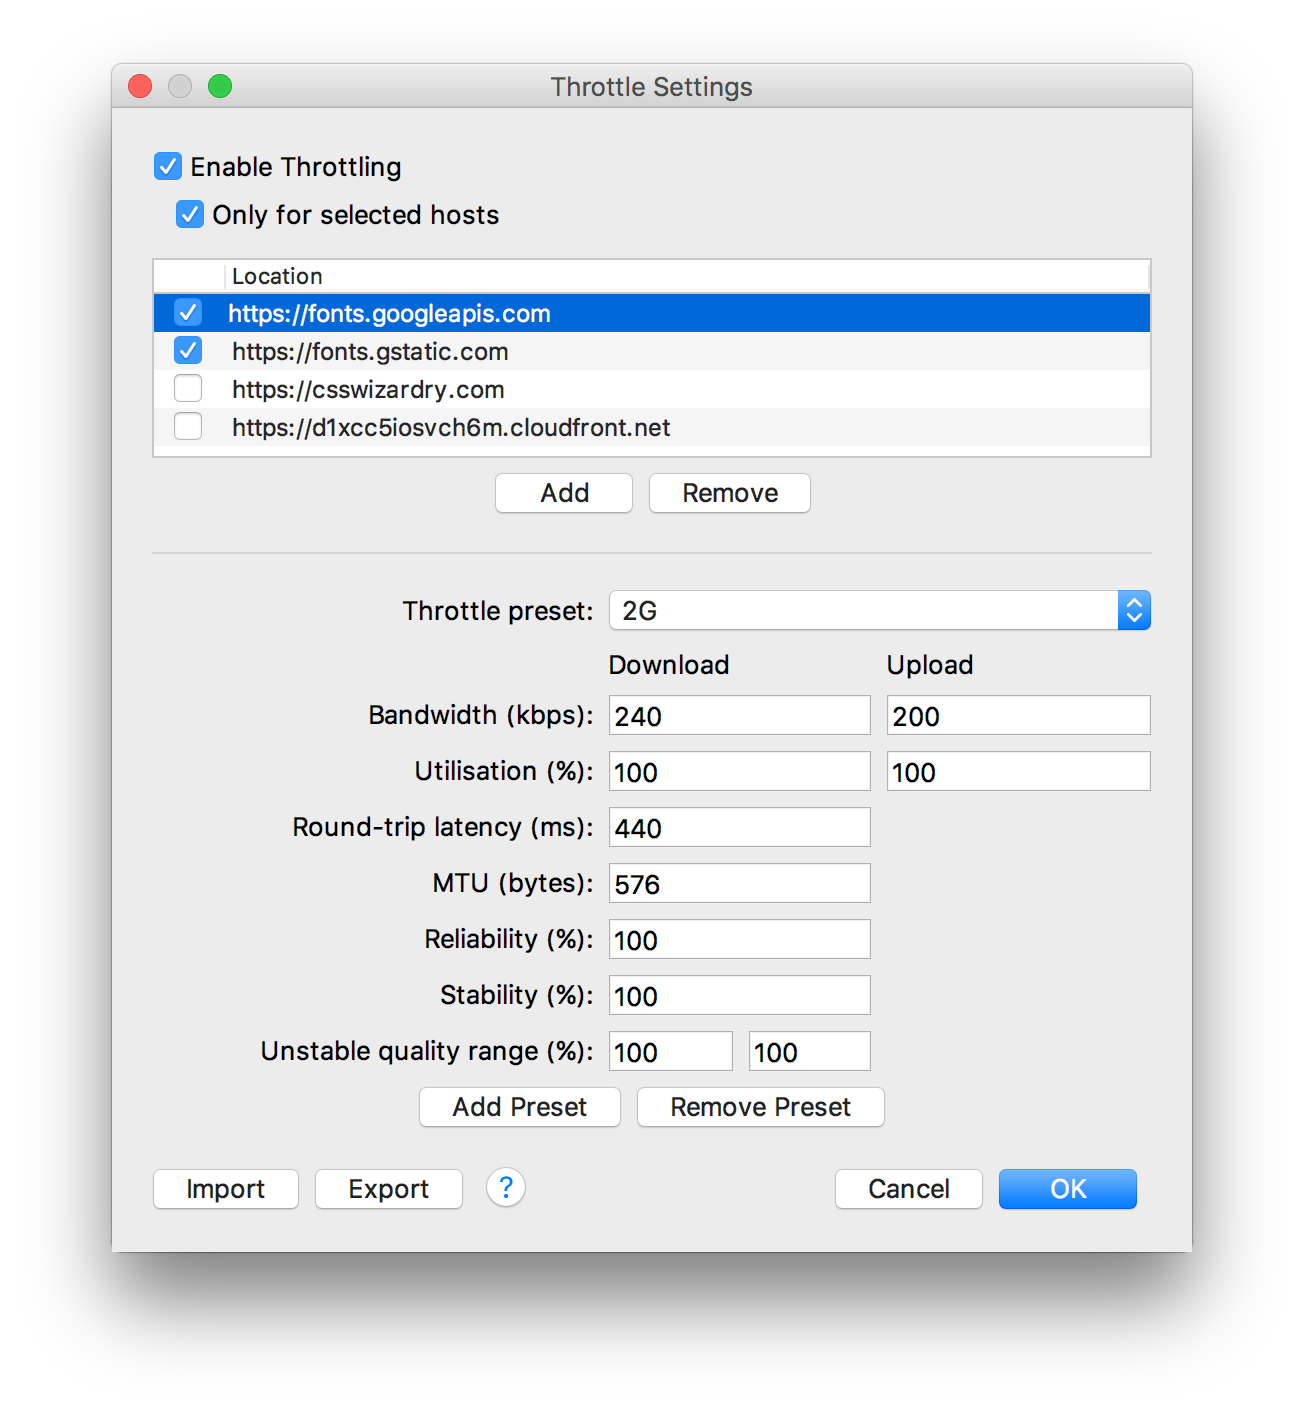 Throttle Settings
Enable Throttling
Only for selected hosts
Location
https://fonts.googleapis.com
https://fonts.gstatic.com
https://csswizardry.com
https://d1xcc5iosvch6m.cloudfront.net
Add Remove
Throttle preset: 2G
Download Upload
Bandwidth (kbps): 240 200
Utilisation (%): 100 100
Round-trip latency (ms): 440
MTU (bytes): 576
Reliability (%): 100
Stability (%): 100
Unstable quality range (%): 100 100
Add Preset Remove Preset
Import Export ? Cancel OK